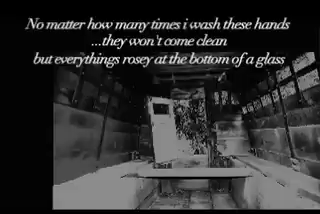 No matter how many times i wash these hands
...they won't come clean
but everythings rosey at the bottom of a glass